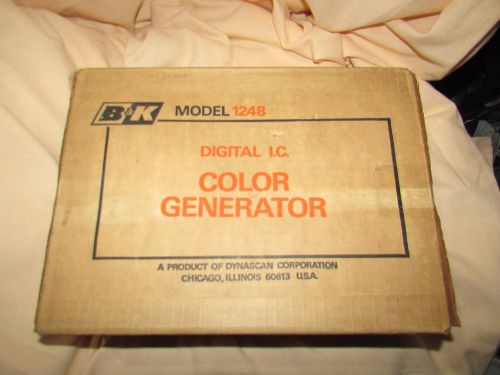 B&K MODEL 1248
DIGITAL I.C.
COLOR
GENERATOR
A PRODUCT OF DYNASCAN CORPORATION
CHICAGO, ILLINOIS 60613 U.S.A.